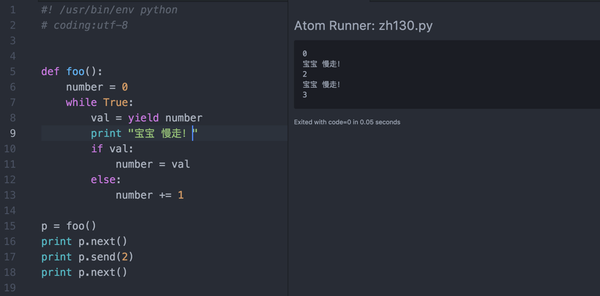 1 #! /usr/bin/env python
2 # coding:utf-8
3
4
5 def foo():
6     number = 0
7     while True:
8         val = yield number
9         print "宝宝 慢走！"
10         if val:
11             number = val
12         else:
13             number += 1
14
15 p = foo()
16 print p.next()
17 print p.send(2)
18 print p.next()
19
Atom Runner: zh130.py
0
宝宝 慢走！
2
宝宝 慢走！
3
Exited with code=0 in 0.05 seconds